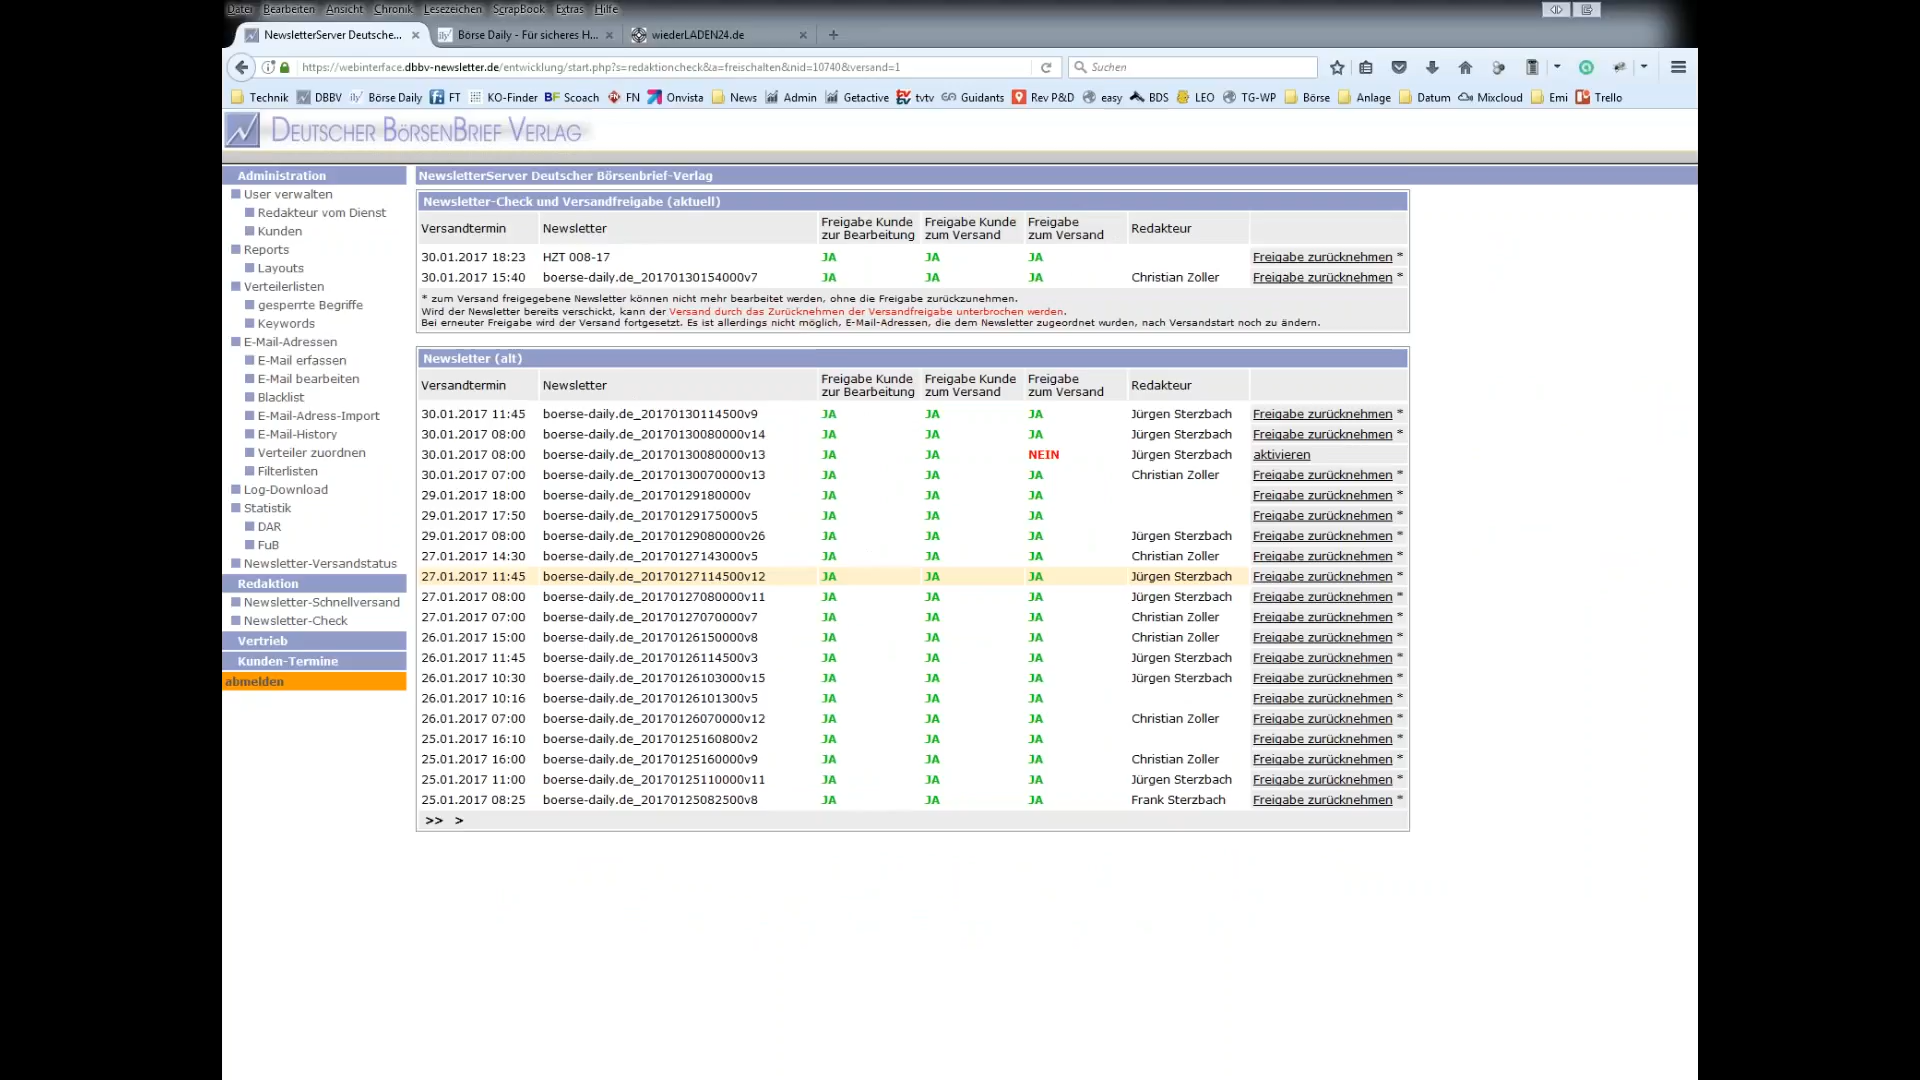 Datei Bearbeiten Ansicht Chronik Lesezeichen ScrapBook Extras Hilfe
NewsletterServer Deutsche... Börse Daily - Für sicheres H... wiederLADEN24.de
https://webinterface.dbbv-newsletter.de/entwicklung/start.php?s=redaktioncheck&a=freischalten&nid=10740&versand=1 Suchen
Technik DBBV Börse Daily FT KO-Finder Scoach FN Onvista News Admin Getactive tvtv Guidants Rev P&D easy BDS LEO TG-WP Börse Anlage Datum Mixcloud Emi Trello
DEUTSCHER BÖRSENBRIEF VERLAG
Administration
User verwalten
Redakteur vom Dienst
Kunden
Reports
Layouts
Verteilerlisten
gesperrte Begriffe
Keywords
E-Mail-Adressen
E-Mail erfassen
E-Mail bearbeiten
Blacklist
E-Mail-Adress-Import
E-Mail-History
Verteiler zuordnen
Filterlisten
Log-Download
Statistik
DAR
FuB
Newsletter-Versandstatus
Redaktion
Newsletter-Schnellversand
Newsletter-Check
Vertrieb
Kunden-Termine
abmelden
NewsletterServer Deutscher Börsenbrief-Verlag
Newsletter-Check und Versandfreigabe (aktuell)
Versandtermin Newsletter Freigabe Kunde zur Bearbeitung Freigabe Kunde zum Versand Freigabe zum Versand Redakteur
30.01.2017 18:23 HZT 008-17 JA JA JA Freigabe zurücknehmen *
30.01.2017 15:40 boerse-daily.de_20170130154000v7 JA JA JA Christian Zoller Freigabe zurücknehmen *
* zum Versand freigegebene Newsletter können nicht mehr bearbeitet werden, ohne die Freigabe zurückzunehmen.
Wird der Newsletter bereits verschickt, kann der Versand durch das Zurücknehmen der Versandfreigabe unterbrochen werden.
Bei erneuter Freigabe wird der Versand fortgesetzt. Es ist allerdings nicht möglich, E-Mail-Adressen, die dem Newsletter zugeordnet wurden, nach Versandstart noch zu ändern.
Newsletter (alt)
Versandtermin Newsletter Freigabe Kunde zur Bearbeitung Freigabe Kunde zum Versand Freigabe zum Versand Redakteur
30.01.2017 11:45 boerse-daily.de_20170130114500v9 JA JA JA Jürgen Sterzbach Freigabe zurücknehmen *
30.01.2017 08:00 boerse-daily.de_20170130080000v14 JA JA JA Jürgen Sterzbach Freigabe zurücknehmen *
30.01.2017 08:00 boerse-daily.de_20170130080000v13 JA JA NEIN Jürgen Sterzbach aktivieren
30.01.2017 07:00 boerse-daily.de_20170130070000v13 JA JA JA Christian Zoller Freigabe zurücknehmen *
29.01.2017 18:00 boerse-daily.de_20170129180000v JA JA JA Freigabe zurücknehmen *
29.01.2017 17:50 boerse-daily.de_20170129175000v5 JA JA JA Freigabe zurücknehmen *
29.01.2017 08:00 boerse-daily.de_20170129080000v26 JA JA JA Jürgen Sterzbach Freigabe zurücknehmen *
27.01.2017 14:30 boerse-daily.de_20170127143000v5 JA JA JA Christian Zoller Freigabe zurücknehmen *
27.01.2017 11:45 boerse-daily.de_20170127114500v12 JA JA JA Jürgen Sterzbach Freigabe zurücknehmen *
27.01.2017 08:00 boerse-daily.de_20170127080000v11 JA JA JA Jürgen Sterzbach Freigabe zurücknehmen *
27.01.2017 07:00 boerse-daily.de_20170127070000v7 JA JA JA Christian Zoller Freigabe zurücknehmen *
26.01.2017 15:00 boerse-daily.de_20170126150000v8 JA JA JA Christian Zoller Freigabe zurücknehmen *
26.01.2017 11:45 boerse-daily.de_20170126114500v3 JA JA JA Jürgen Sterzbach Freigabe zurücknehmen *
26.01.2017 10:30 boerse-daily.de_20170126103000v15 JA JA JA Jürgen Sterzbach Freigabe zurücknehmen *
26.01.2017 10:16 boerse-daily.de_20170126101300v5 JA JA JA Freigabe zurücknehmen *
26.01.2017 07:00 boerse-daily.de_20170126070000v12 JA JA JA Christian Zoller Freigabe zurücknehmen *
25.01.2017 16:10 boerse-daily.de_20170125160800v2 JA JA JA Freigabe zurücknehmen *
25.01.2017 16:00 boerse-daily.de_20170125160000v9 JA JA JA Christian Zoller Freigabe zurücknehmen *
25.01.2017 11:00 boerse-daily.de_20170125110000v11 JA JA JA Jürgen Sterzbach Freigabe zurücknehmen *
25.01.2017 08:25 boerse-daily.de_20170125082500v8 JA JA JA Frank Sterzbach Freigabe zurücknehmen *
>> >